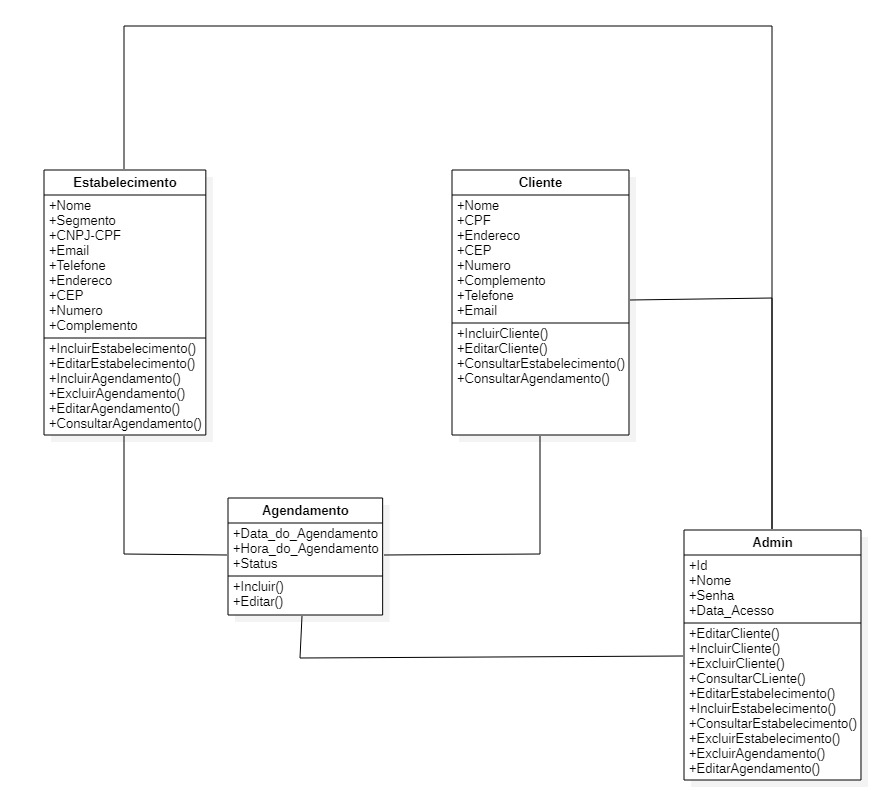 Estabelecimento
+Nome
+Segmento
+CNPJ-CPF
+Email
+Telefone
+Endereco
+CEP
+Numero
+Complemento
+IncluirEstabelecimento()
+EditarEstabelecimento()
+IncluirAgendamento()
+ExcluirAgendamento()
+EditarAgendamento()
+ConsultarAgendamento()
Cliente
+Nome
+CPF
+Endereco
+CEP
+Numero
+Complemento
+Telefone
+Email
+IncluirCliente()
+EditarCliente()
+ConsultarEstabelecimento()
+ConsultarAgendamento()
Agendamento
+Data_do_Agendamento
+Hora_do_Agendamento
+Status
+Incluir()
+Editar()
Admin
+Id
+Nome
+Senha
+Data_Acesso
+EditarCliente()
+IncluirCliente()
+ExcluirCliente()
+ConsultarCLiente()
+EditarEstabelecimento()
+IncluirEstabelecimento()
+ConsultarEstabelecimento()
+ExcluirEstabelecimento()
+ExcluirAgendamento()
+EditarAgendamento()